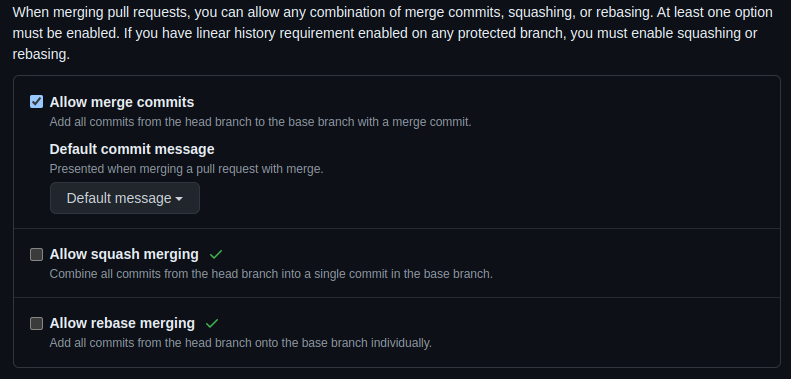 When merging pull requests, you can allow any combination of merge commits, squashing, or rebasing. At least one option
must be enabled. If you have linear history requirement enabled on any protected branch, you must enable squashing or
rebasing.
Allow merge commits
Add all commits from the head branch to the base branch with a merge commit.
Default commit message
Presented when merging a pull request with merge.
Default message
Allow squash merging
Combine all commits from the head branch into a single commit in the base branch.
Allow rebase merging
Add all commits from the head branch onto the base branch individually.